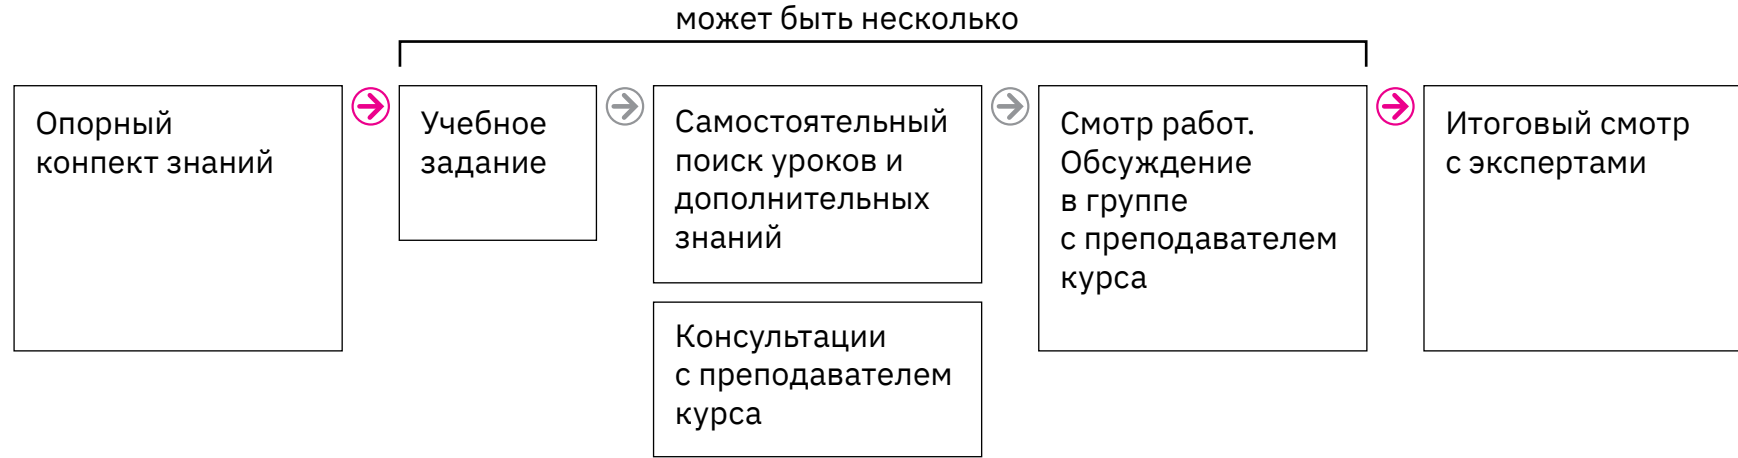 может быть несколько
Опорный
конпект знаний
Учебное
задание
Самостоятельный
поиск уроков и
дополнительных
знаний
Консультации
с преподавателем
курса
Смотр работ.
Обсуждение
в группе
с преподавателем
курса
Итоговый смотр
с экспертами